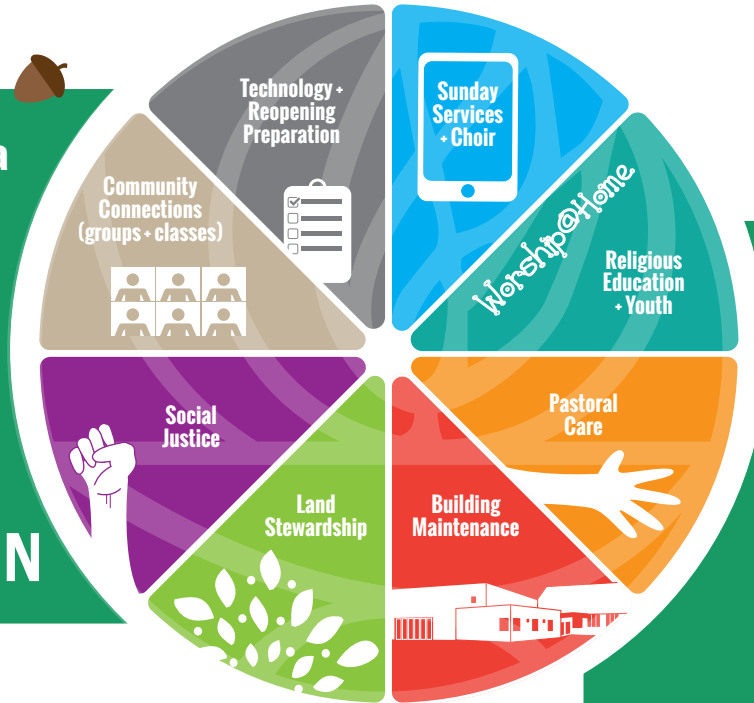 Technology +
Reopening
Preparation
Sunday
Services
+ Choir
Worship@Home
Religious
Education
+ Youth
Community
Connections
(groups + classes)
Pastoral
Care
Social
Justice
Land
Stewardship
Building
Maintenance
a
N